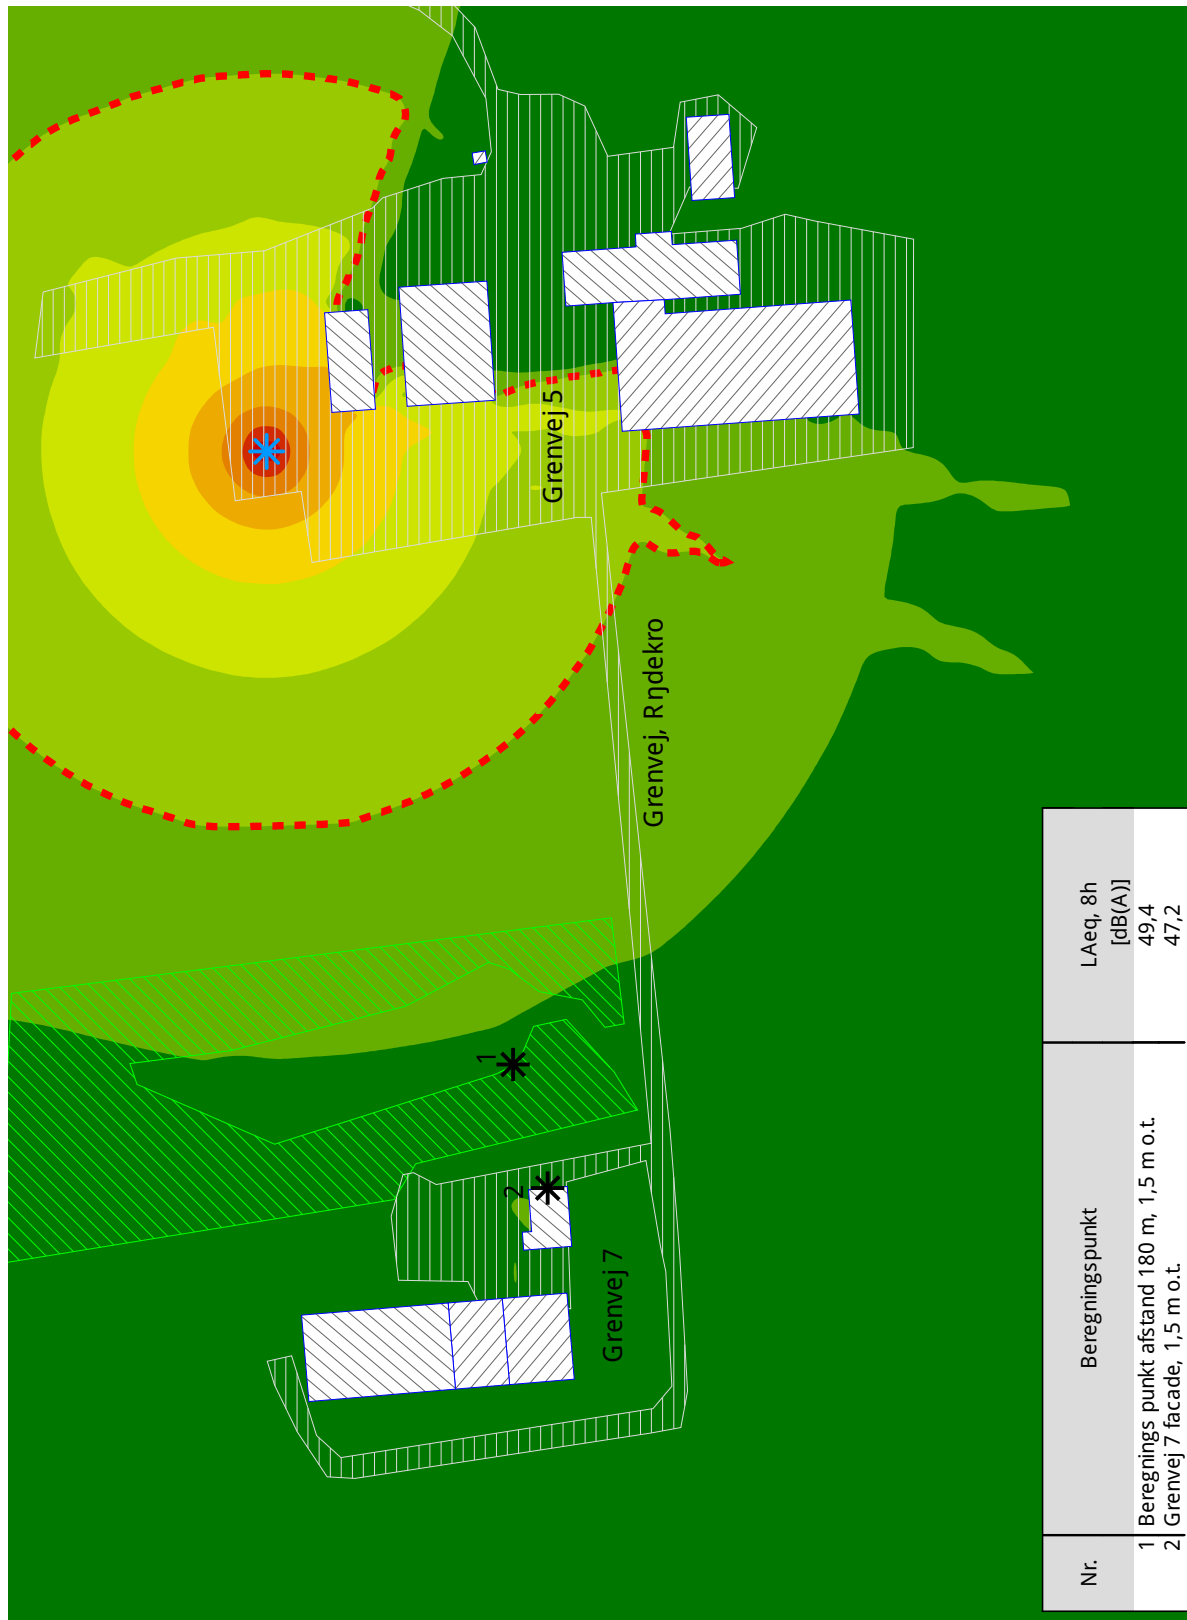 1
2
Grenvej 5
Grenvej, Rŋdekro
Grenvej 7
Nr. Beregningspunkt LAeq, 8h
[dB(A)]
1 Beregnings punkt afstand 180 m, 1,5 m o.t. 49,4
2 Grenvej 7 facade, 1,5 m o.t 47,2